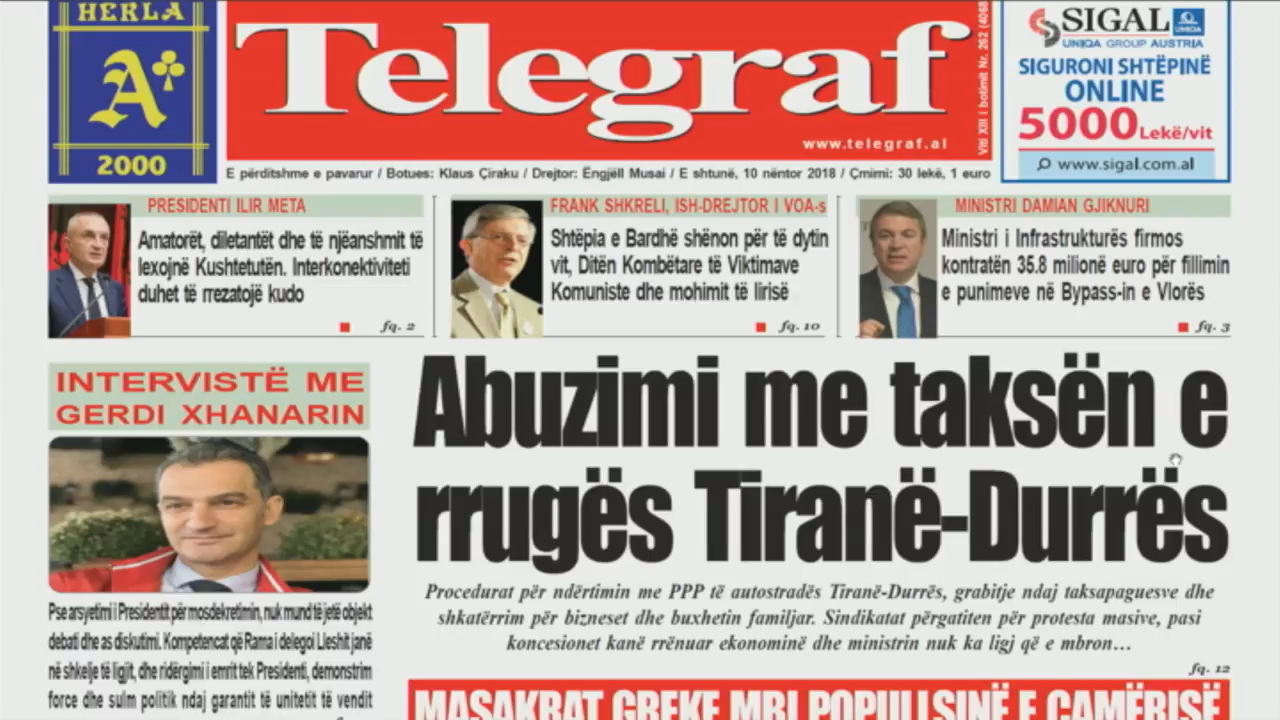 HERLA
A
2000
Telegraf
www.telegraf.al
Viti XIII i botimit Nr. 262 (4068
SIGAL
UNIQA
UNIQA GROUP AUSTRIA
SIGURONI SHTËPINË
ONLINE
5000 Lekë/vit
www.sigal.com.al
E përditshme e pavarur / Botues: Klaus Çiraku / Drejtor: Ëngjëll Musai / E shtunë, 10 nëntor 2018 / Çmimi: 30 lekë, 1 euro
PRESIDENTI ILIR META
Amatorët, diletantët dhe të njëanshmit të
lexojnë Kushtetutën. Interkonektiviteti
duhet të rrezatojë kudo
fq. 2
FRANK SHKRELI, ISH-DREJTOR I VOA-s
Shtëpia e Bardhë shënon për të dytin
vit, Ditën Kombëtare të Viktimave
Komuniste dhe mohimit të lirisë
fq. 10
MINISTRI DAMIAN GJIKNURI
Ministri i Infrastrukturës firmos
kontratën 35.8 milionë euro për fillimin
e punimeve në Bypass-in e Vlorës
fq. 3
INTERVISTË ME
GERDI XHANARIN
Pse arsyetimi i Presidentit për mosdekretimin, nuk mund të jetë objekt
debati dhe as diskutimi. Kompetencat që Rama i delegoi Lleshit janë
në shkelje të ligjit, dhe ridërgimi i emrit tek Presidenti, demonstrim
force dhe sulm politik ndaj garantit të unitetit të vendit
Abuzimi me taksën e
rrugës Tiranë-Durrës
Procedurat për ndërtimin me PPP të autostradës Tiranë-Durrës, grabitje ndaj taksapaguesve dhe
shkatërrim për bizneset dhe buxhetin familjar. Sindikatat përgatiten për protesta masive, pasi
koncesionet kanë rrënuar ekonominë dhe ministrin nuk ka ligj që e mbron...
fq. 12
MASAKRAT GREKE MBI POPULLSINË E ÇAMËRISË